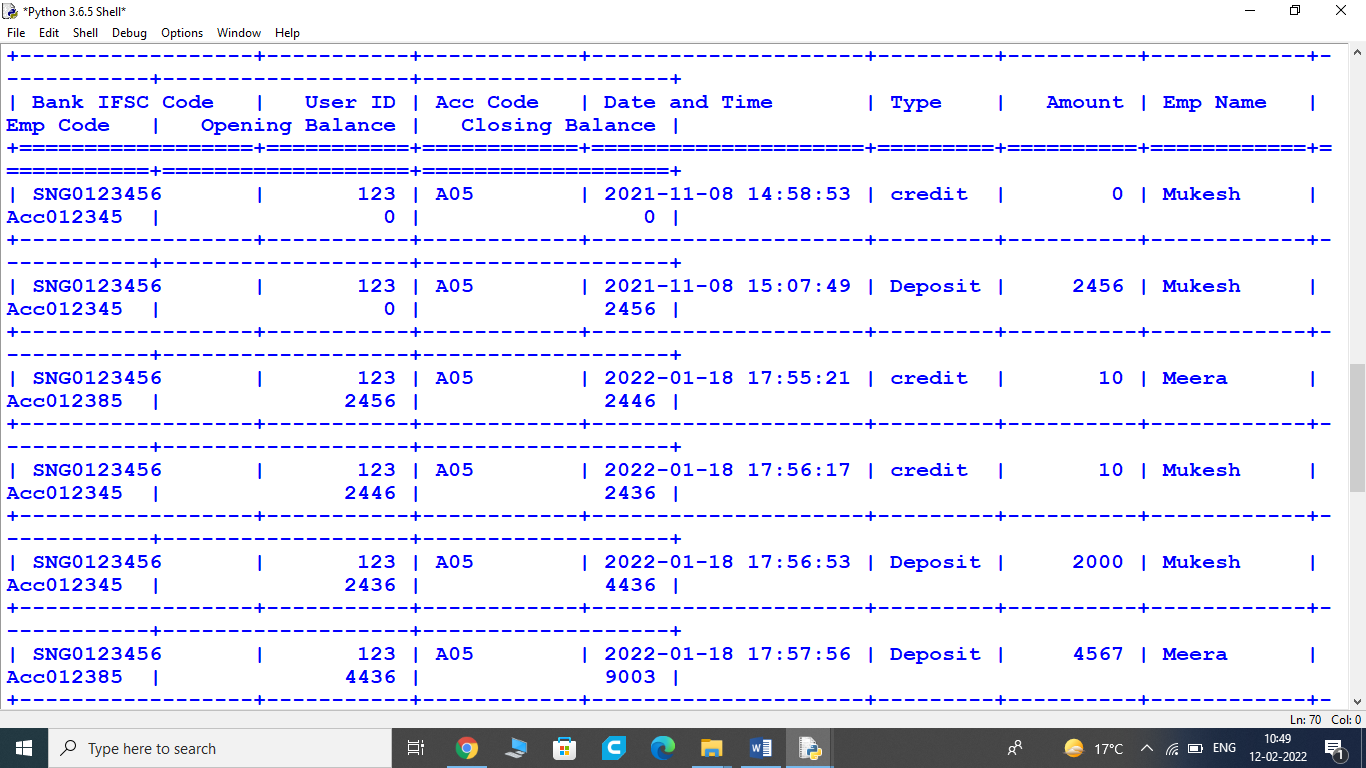 *Python 3.6.5 Shell*
File Edit Shell Debug Options Window Help
+------------------+-----------+------------+---------------------+---------+----------+------------+-
-----------+-------------------+-------------------+
| Bank IFSC Code   |   User ID | Acc Code   | Date and Time       | Type    |   Amount | Emp Name   |
Emp Code   |   Opening Balance |   Closing Balance |
+==================+===========+============+=====================+=========+==========+============+=
===========+===================+===================+
| SNG0123456       |       123 | A05        | 2021-11-08 14:58:53 | credit  |        0 | Mukesh     |
Acc012345  |                 0 |                 0 |
+------------------+-----------+------------+---------------------+---------+----------+------------+-
-----------+-------------------+-------------------+
| SNG0123456       |       123 | A05        | 2021-11-08 15:07:49 | Deposit |     2456 | Mukesh     |
Acc012345  |                 0 |              2456 |
+------------------+-----------+------------+---------------------+---------+----------+------------+-
-----------+-------------------+-------------------+
| SNG0123456       |       123 | A05        | 2022-01-18 17:55:21 | credit  |       10 | Meera      |
Acc012385  |              2456 |              2446 |
+------------------+-----------+------------+---------------------+---------+----------+------------+-
-----------+-------------------+-------------------+
| SNG0123456       |       123 | A05        | 2022-01-18 17:56:17 | credit  |       10 | Mukesh     |
Acc012345  |              2446 |              2436 |
+------------------+-----------+------------+---------------------+---------+----------+------------+-
-----------+-------------------+-------------------+
| SNG0123456       |       123 | A05        | 2022-01-18 17:56:53 | Deposit |     2000 | Mukesh     |
Acc012345  |              2436 |              4436 |
+------------------+-----------+------------+---------------------+---------+----------+------------+-
-----------+-------------------+-------------------+
| SNG0123456       |       123 | A05        | 2022-01-18 17:57:56 | Deposit |     4567 | Meera      |
Acc012385  |              4436 |              9003 |
+------------------+-----------+------------+---------------------+---------+----------+------------+-
Ln: 70 Col: 0
Type here to search
17°C
ENG
10:49
12-02-2022
1